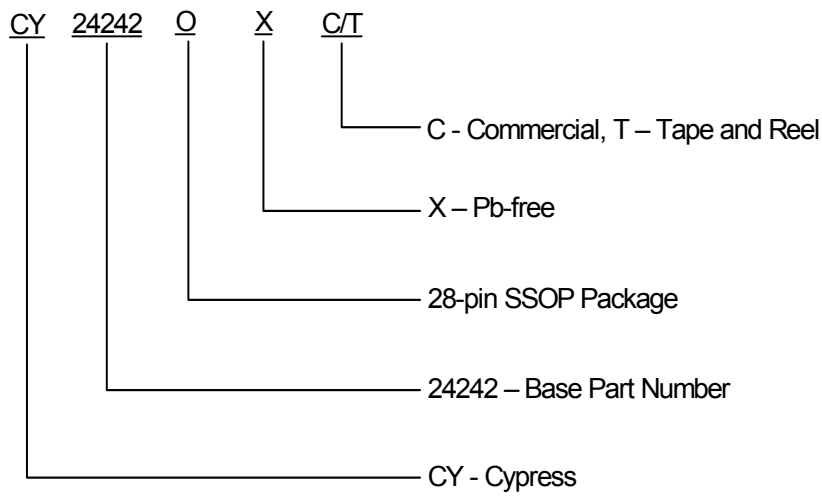 CY 24242 O X C/T
C - Commercial, T – Tape and Reel
X – Pb-free
28-pin SSOP Package
24242 – Base Part Number
CY - Cypress